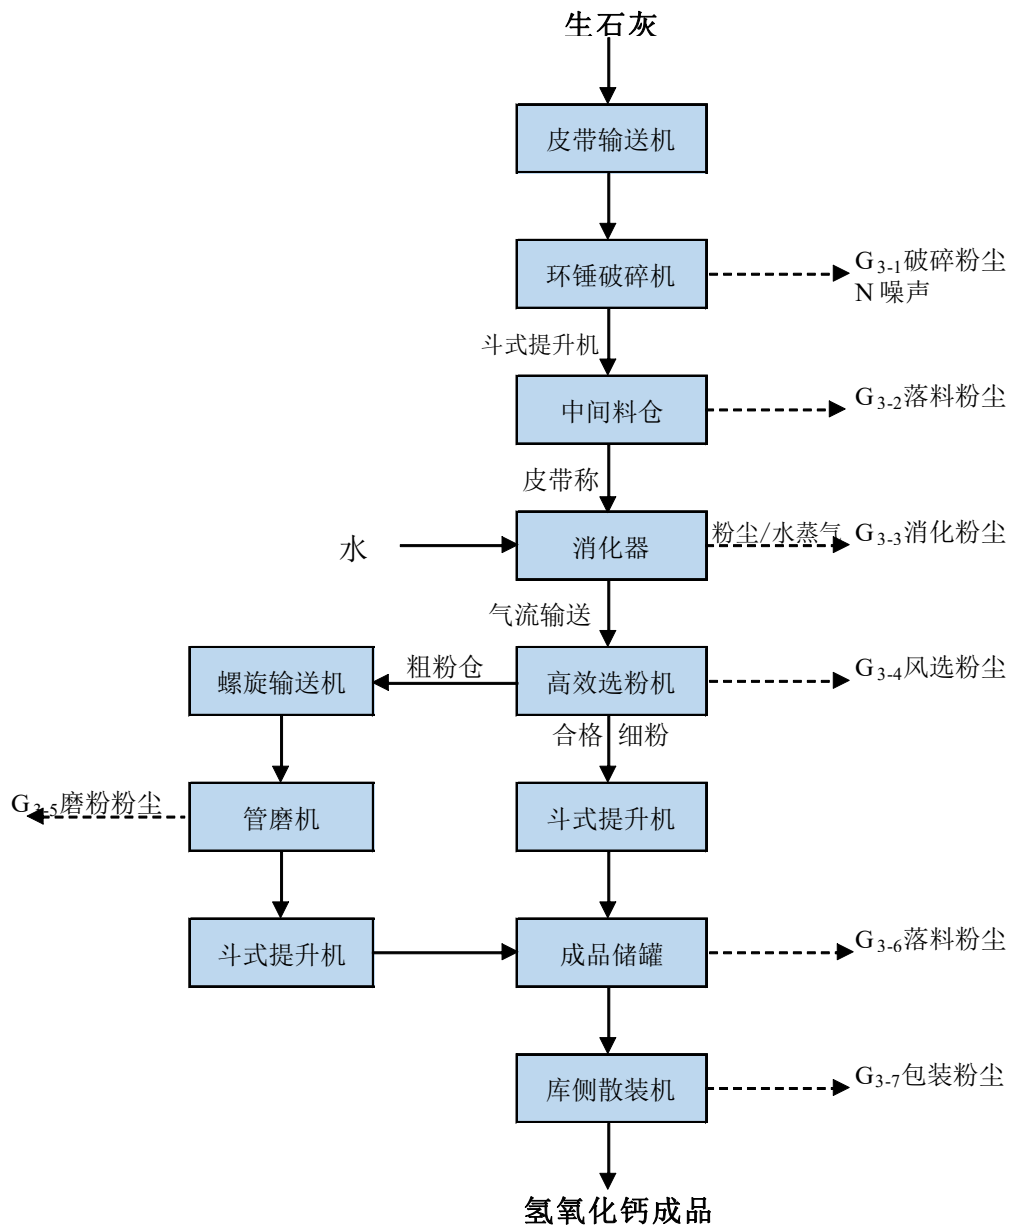 生石灰
皮带输送机
环锤破碎机
G3-1破碎粉尘
N 噪声
斗式提升机
中间料仓
G3-2落料粉尘
皮带称
水
消化器
粉尘/水蒸气
G3-3消化粉尘
气流输送
螺旋输送机
粗粉仓
高效选粉机
G3-4风选粉尘
合格 细粉
G3-5磨粉粉尘
管磨机
斗式提升机
斗式提升机
成品储罐
G3-6落料粉尘
库侧散装机
G3-7包装粉尘
氢氧化钙成品